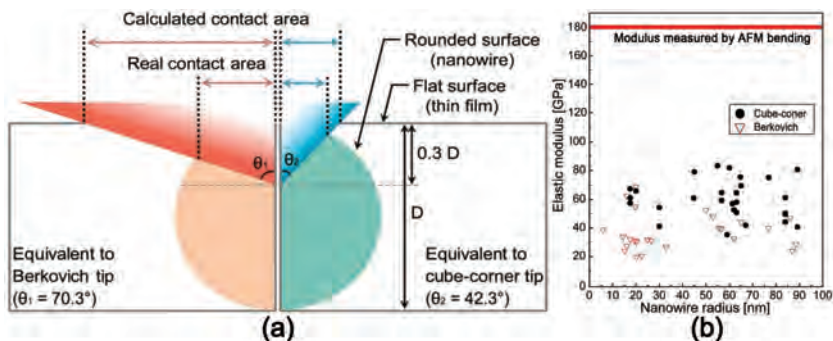 Calculated contact area
Real contact area
Rounded surface
(nanowire)
Flat surface
(thin film)
θ₁
θ₂
0.3 D
D
Equivalent to
Berkovich tip
(θ₁ = 70.3°)
Equivalent to
cube-corner tip
(θ₂ = 42.3°)
(a)
180
160
140
120
100
80
60
40
20
0
Elastic modulus [GPa]
Modulus measured by AFM bending
Cube-coner
Berkovich
0 10 20 30 40 50 60 70 80 90 100
Nanowire radius [nm]
(b)